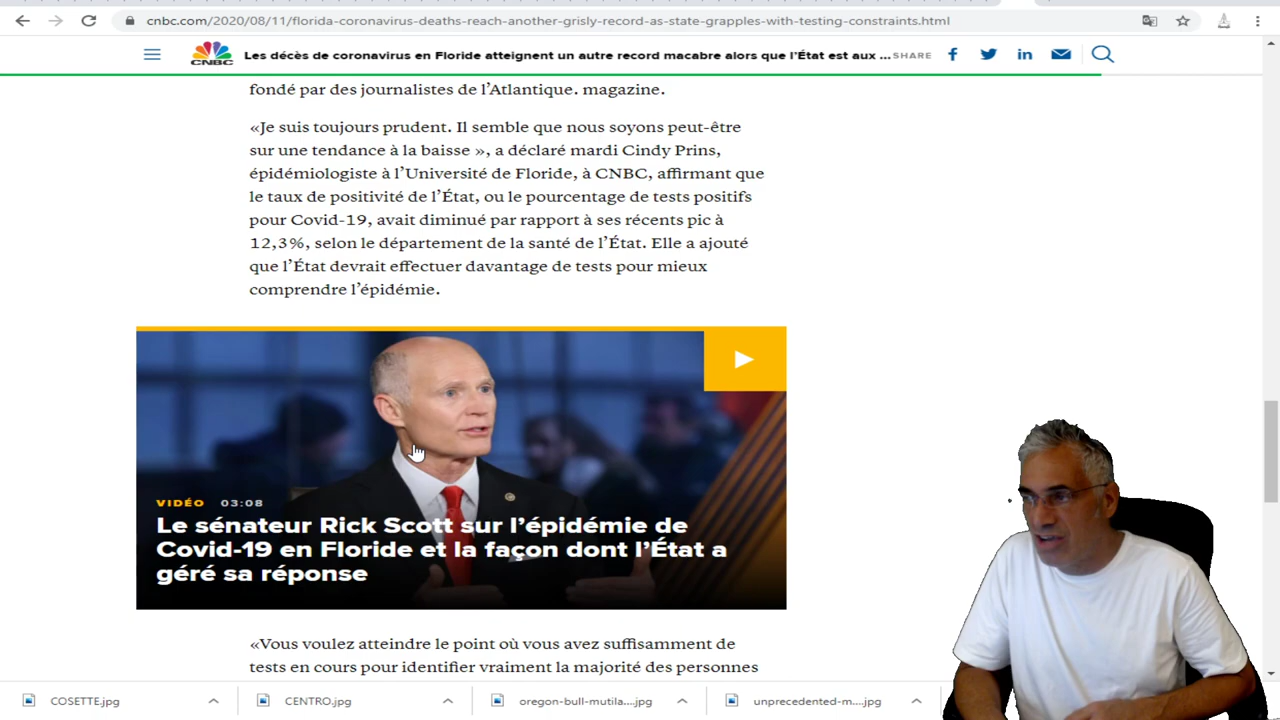 cnbc.com/2020/08/11/florida-coronavirus-deaths-reach-another-grisly-record-as-state-grapples-with-testing-constraints.html
CNBC
Les décès de coronavirus en Floride atteignent un autre record macabre alors que l'État est aux ... SHARE
fondé par des journalistes de l'Atlantique. magazine.
«Je suis toujours prudent. Il semble que nous soyons peut-être
sur une tendance à la baisse », a déclaré mardi Cindy Prins,
épidémiologiste à l'Université de Floride, à CNBC, affirmant que
le taux de positivité de l'État, ou le pourcentage de tests positifs
pour Covid-19, avait diminué par rapport à ses récents pic à
12,3%, selon le département de la santé de l'État. Elle a ajouté
que l'État devrait effectuer davantage de tests pour mieux
comprendre l'épidémie.
VIDÉO 03:08
Le sénateur Rick Scott sur l'épidémie de
Covid-19 en Floride et la façon dont l'État a
géré sa réponse
«Vous voulez atteindre le point où vous avez suffisamment de
tests en cours pour identifier vraiment la majorité des personnes
COSETTE.jpg
CENTRO.jpg
oregon-bull-mutila....jpg
unprecedented-m....jpg